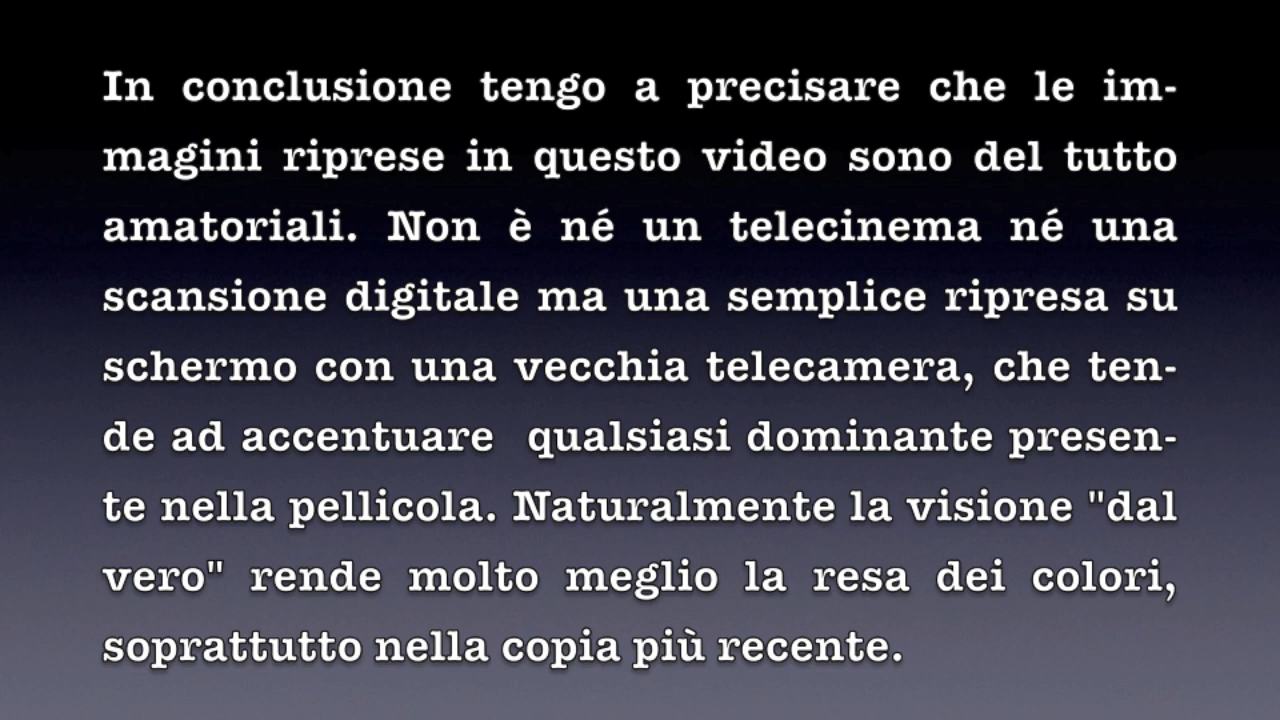 In conclusione tengo a precisare che le im-
magini riprese in questo video sono del tutto
amatoriali. Non è né un telecinema né una
scansione digitale ma una semplice ripresa su
schermo con una vecchia telecamera, che ten-
de ad accentuare  qualsiasi dominante presen-
te nella pellicola. Naturalmente la visione "dal
vero" rende molto meglio la resa dei colori,
soprattutto nella copia più recente.